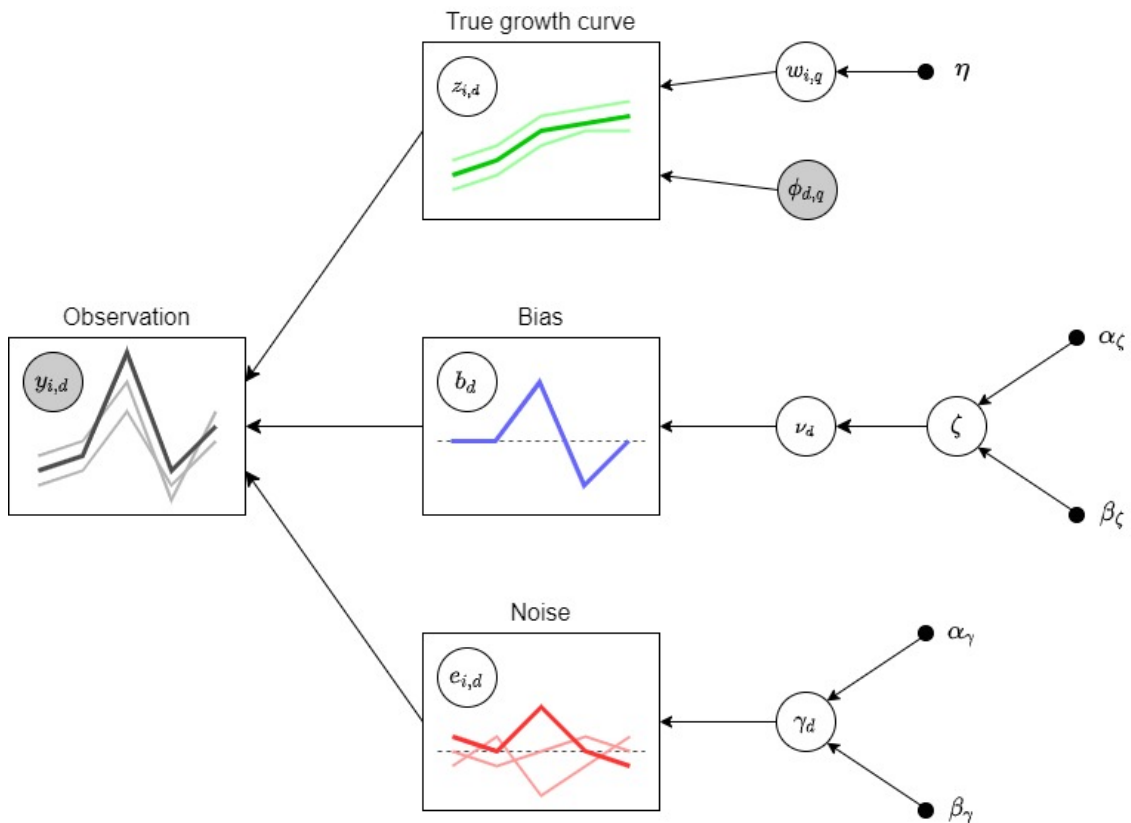 True growth curve
z_{i,d}
w_{i,q}
η
ϕ_{d,q}
Observation
y_{i,d}
Bias
b_d
ν_d
ζ
α_ζ
β_ζ
Noise
e_{i,d}
γ_d
α_γ
β_γ